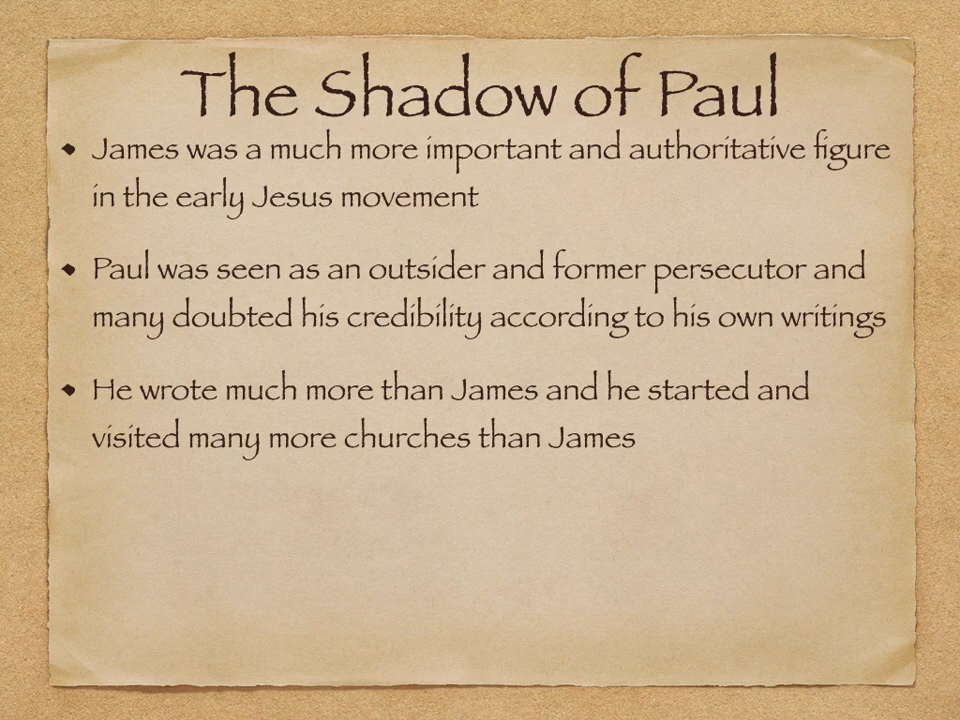 The Shadow of Paul
• James was a much more important and authoritative figure
in the early Jesus movement
• Paul was seen as an outsider and former persecutor and
many doubted his credibility according to his own writings
• He wrote much more than James and he started and
visited many more churches than James